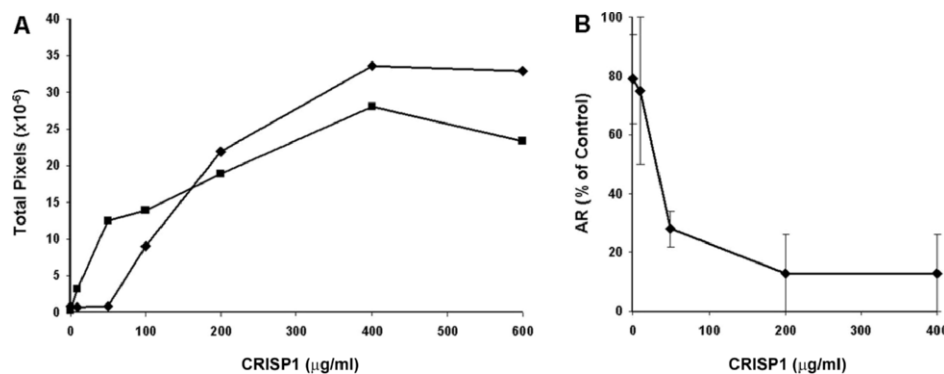 A
Total Pixels (x10-6)
40
35
30
25
20
15
10
5
0
0 100 200 300 400 500 600
CRISP1 (μg/ml)
B
AR (% of Control)
100
80
60
40
20
0
0 100 200 300 400
CRISP1 (μg/ml)